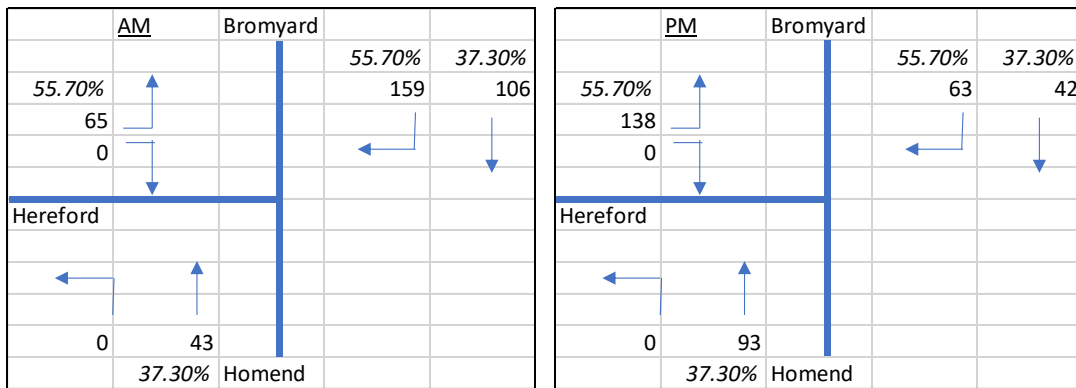 AM Bromyard
55.70% 37.30%
55.70% 159 106
65
0
Hereford
0 43
37.30% Homend
PM Bromyard
55.70% 37.30%
55.70% 63 42
138
0
Hereford
0 93
37.30% Homend